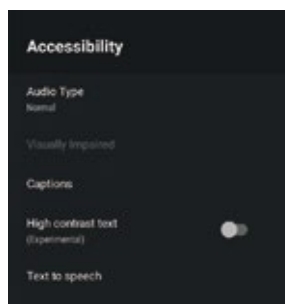 Accessibility
Audio Type
Normal
Visually Impaired
Captions
High contrast text
(Experimental)
Text to speech